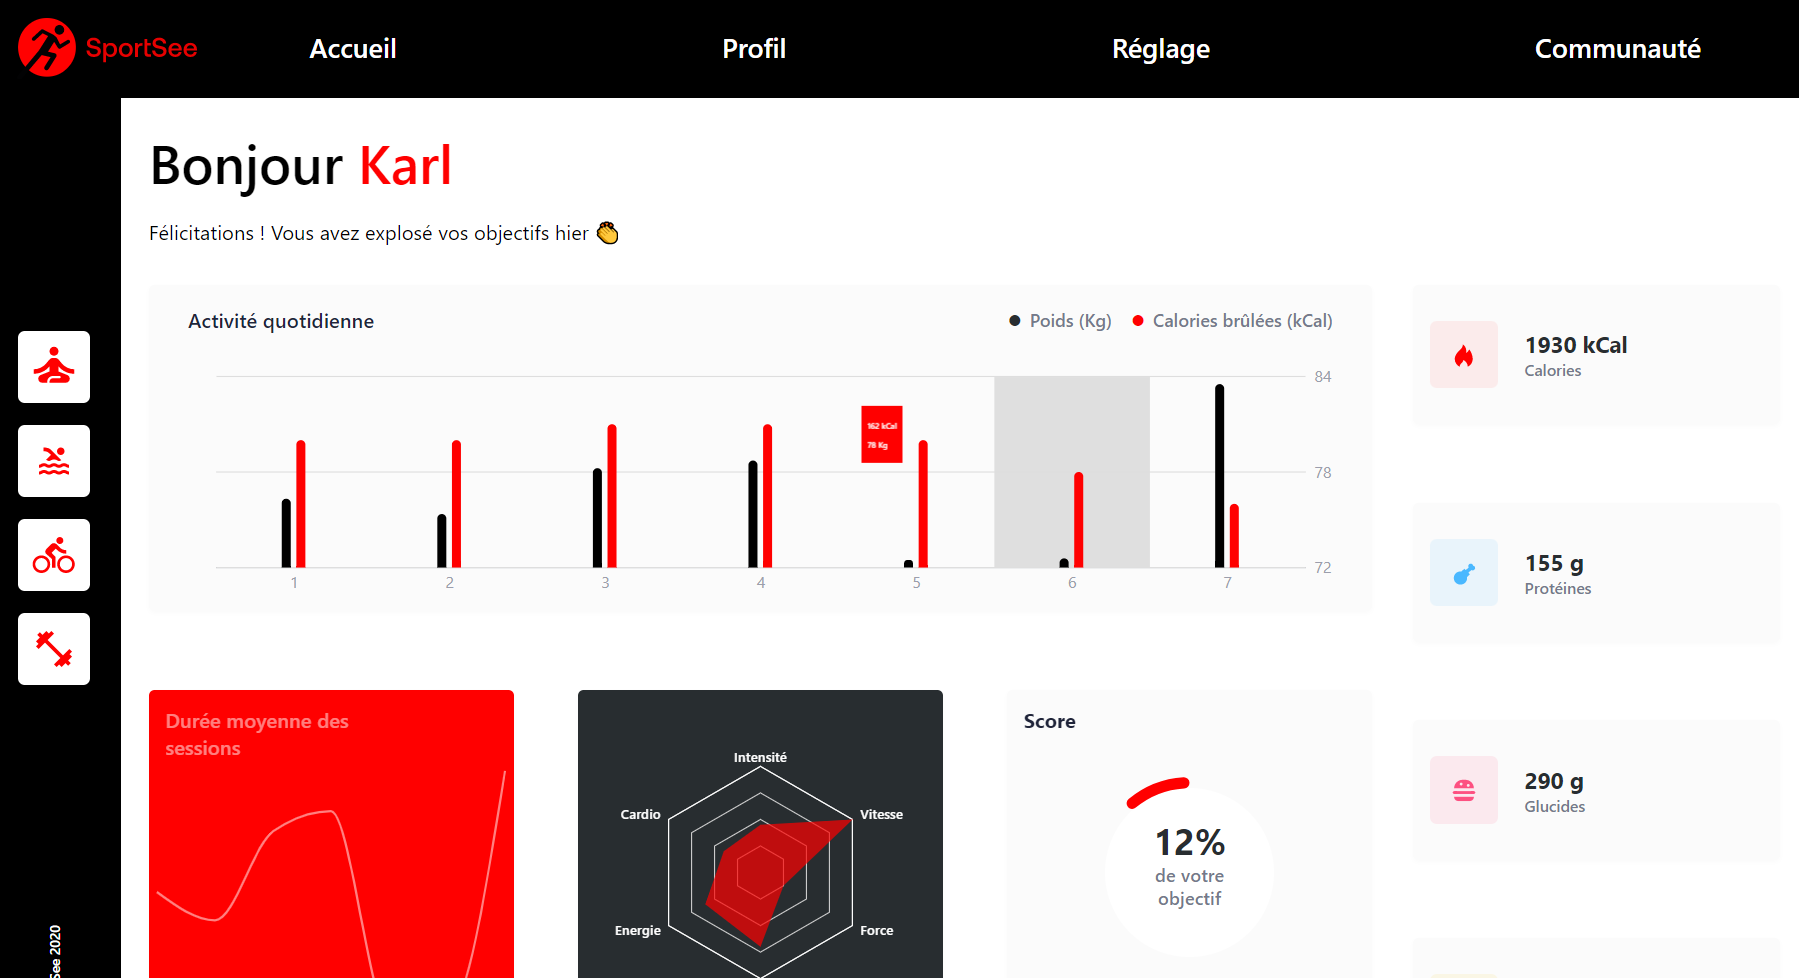 SportSee
Accueil
Profil
Réglage
Communauté
Bonjour Karl
Félicitations ! Vous avez explosé vos objectifs hier 👏
Activité quotidienne
Poids (Kg)
Calories brûlées (kCal)
84
78
72
162 kCal
78 Kg
1
2
3
4
5
6
7
1930 kCal
Calories
155 g
Protéines
290 g
Glucides
Durée moyenne des
sessions
Intensité
Vitesse
Force
Energie
Cardio
Score
12%
de votre
objectif
See 2020